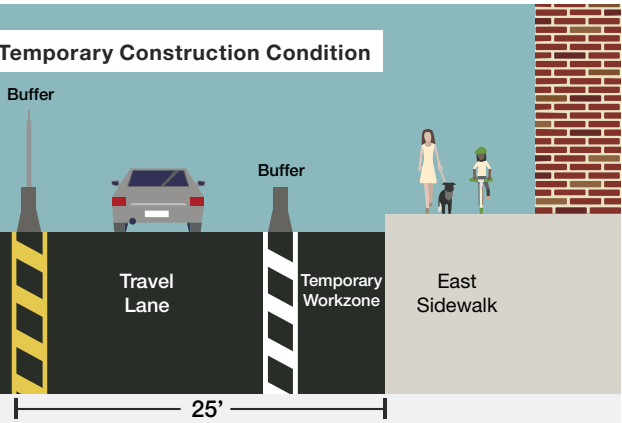 Temporary Construction Condition
Buffer
Buffer
Travel
Lane
Temporary
Workzone
East
Sidewalk
25'